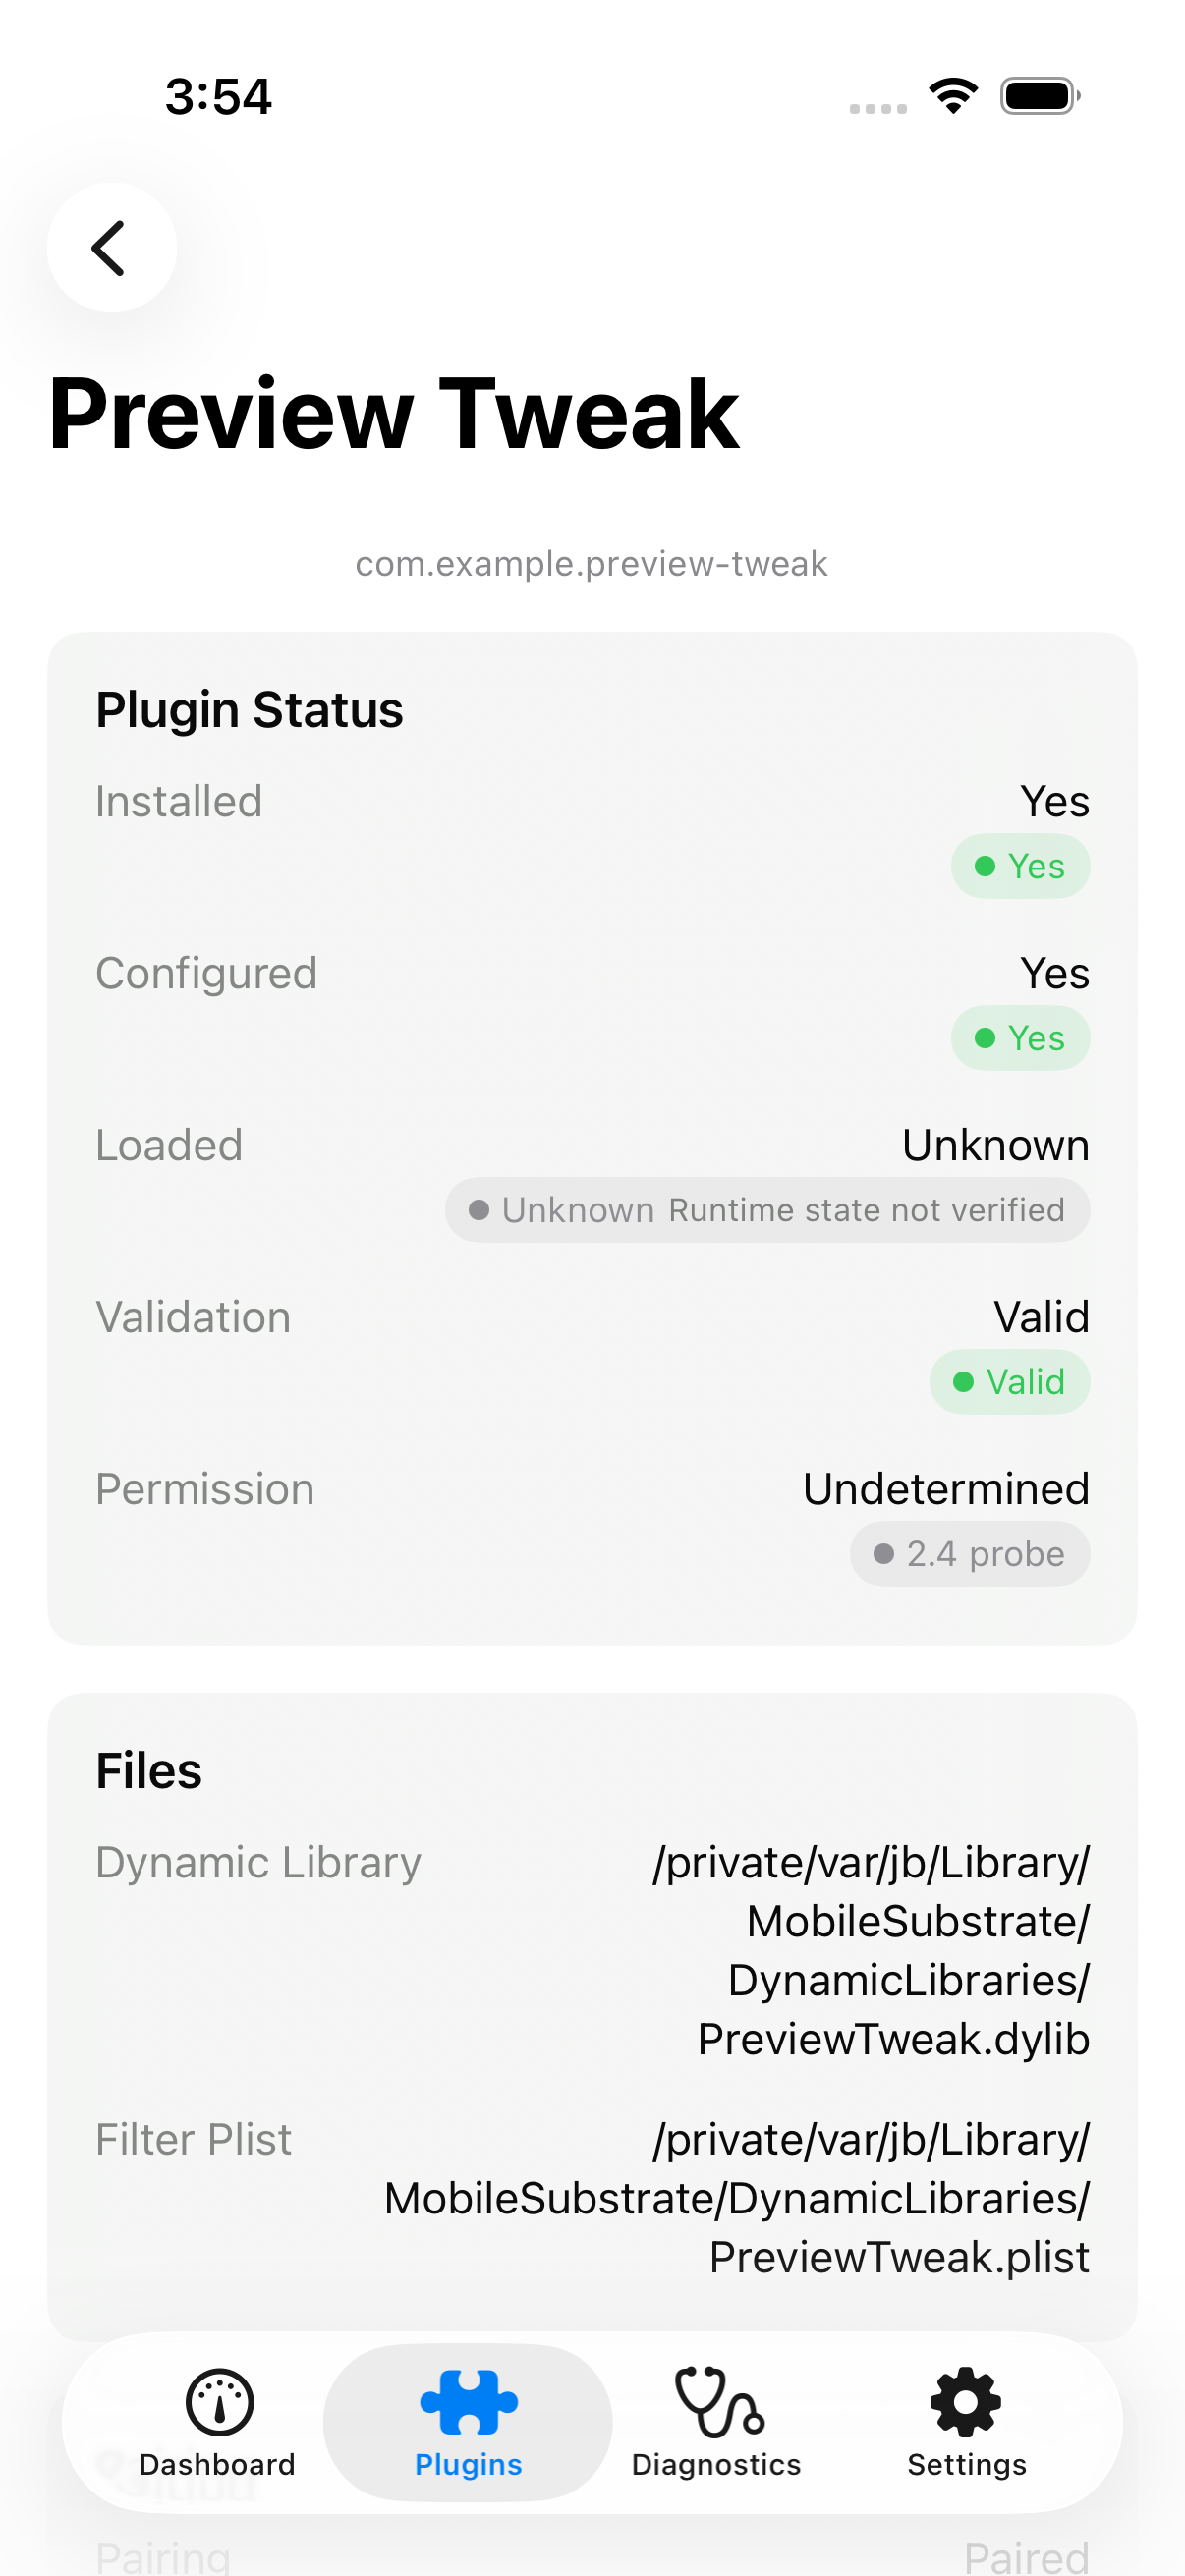 3:54
Preview Tweak
com.example.preview-tweak
Plugin Status
Installed
Yes
Yes
Configured
Yes
Yes
Loaded
Unknown
Unknown Runtime state not verified
Validation
Valid
Valid
Permission
Undetermined
2.4 probe
Files
Dynamic Library
/private/var/jb/Library/
MobileSubstrate/
DynamicLibraries/
PreviewTweak.dylib
Filter Plist
/private/var/jb/Library/
MobileSubstrate/DynamicLibraries/
PreviewTweak.plist
Dashboard
Plugins
Diagnostics
Settings
Pairing
Paired